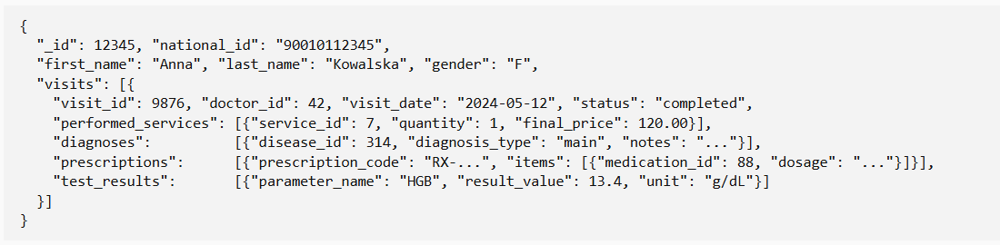 {
  "_id": 12345, "national_id": "90010112345",
  "first_name": "Anna", "last_name": "Kowalska", "gender": "F",
  "visits": [{
    "visit_id": 9876, "doctor_id": 42, "visit_date": "2024-05-12", "status": "completed",
    "performed_services": [{"service_id": 7, "quantity": 1, "final_price": 120.00}],
    "diagnoses":          [{"disease_id": 314, "diagnosis_type": "main", "notes": "..."}],
    "prescriptions":      [{"prescription_code": "RX-...", "items": [{"medication_id": 88, "dosage": "..."}]}],
    "test_results":       [{"parameter_name": "HGB", "result_value": 13.4, "unit": "g/dL"}]
  }]
}